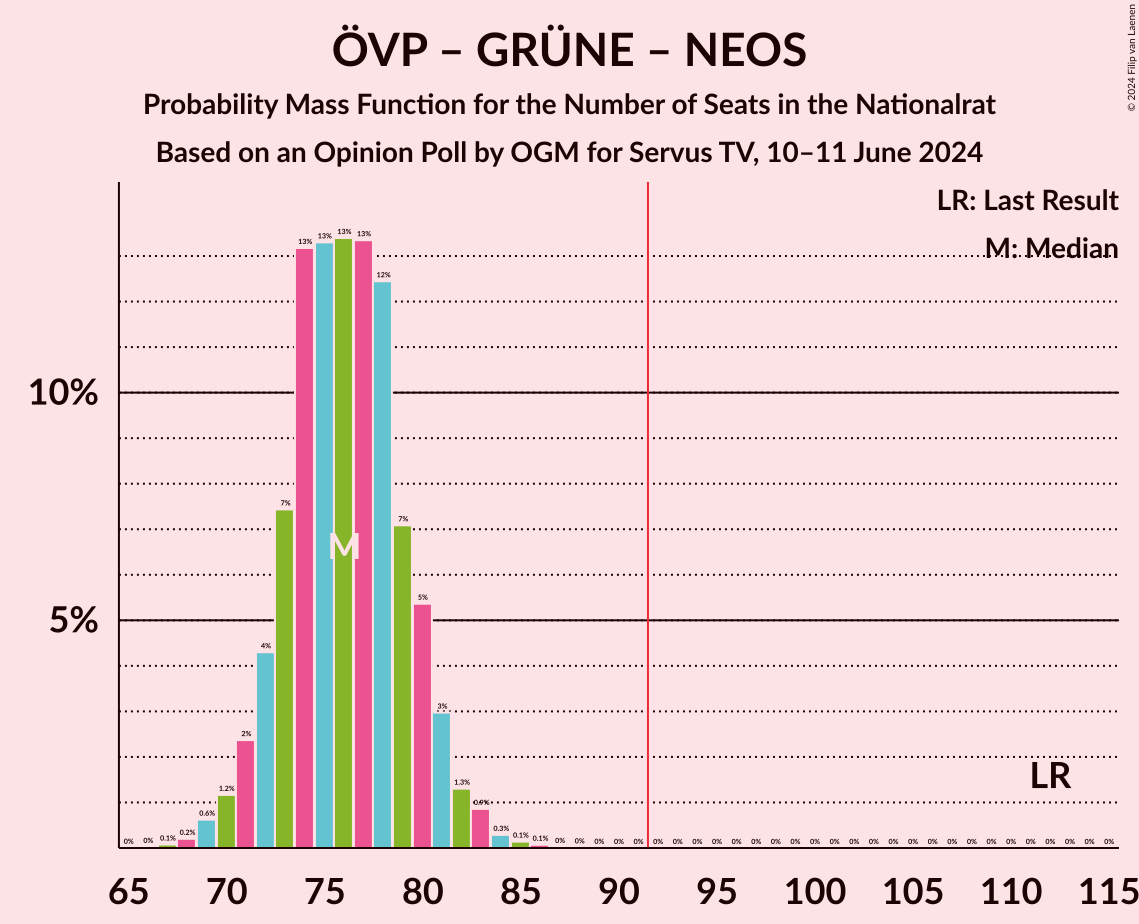 ÖVP – GRÜNE – NEOS
Probability Mass Function for the Number of Seats in the Nationalrat
Based on an Opinion Poll by OGM for Servus TV, 10–11 June 2024
© 2024 Filip van Laenen
LR: Last Result
M: Median
10%
5%
0% 0% 0.1% 0.2% 0.6% 1.2% 2% 4% 7% 13% 13% 13% 13% 12% 7% 5% 3% 1.3% 0.9% 0.3% 0.1% 0.1% 0% 0% 0% 0% 0% 0% 0% 0% 0% 0% 0% 0% 0% 0% 0% 0% 0% 0% 0% 0% 0% 0% 0% 0% 0% 0% 0% 0% 0%
M
LR
65 70 75 80 85 90 95 100 105 110 115